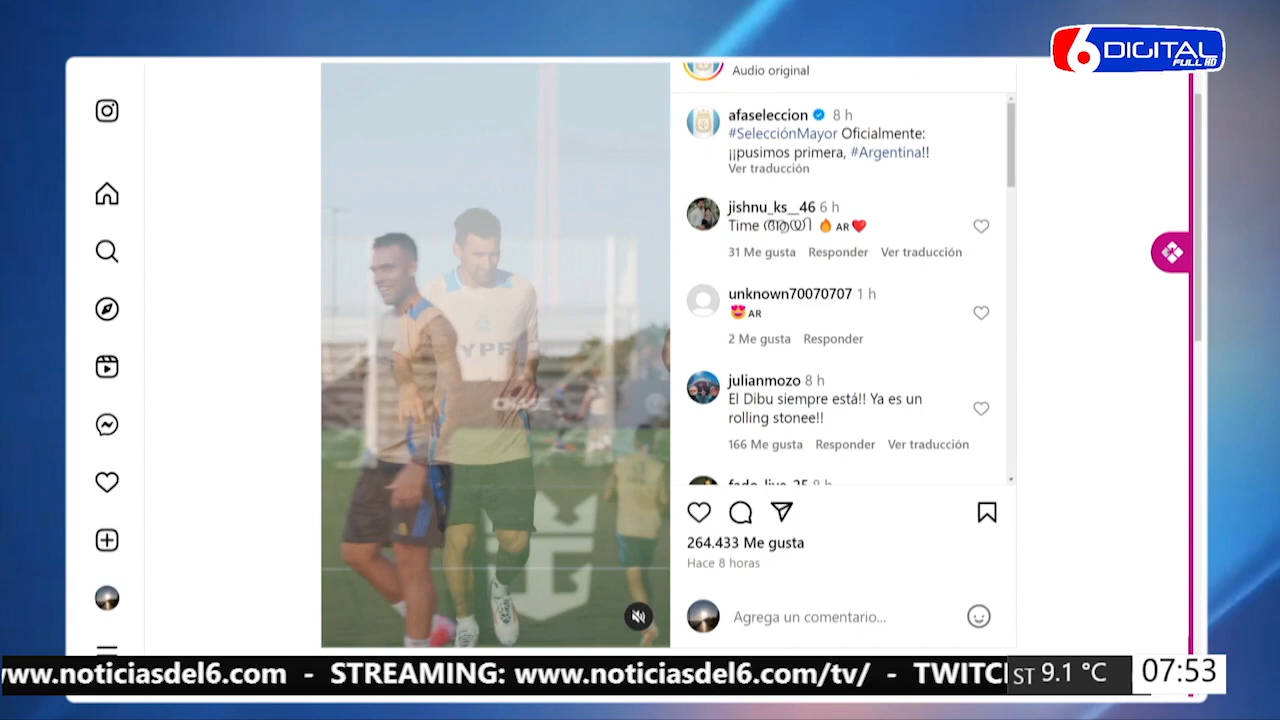 6 DIGITAL
FULL HD
Audio original
afaseleccion 8 h
#SelecciónMayor Oficialmente:
¡¡pusimos primera, #Argentina!!
Ver traducción
jishnu_ks__46 6 h
Time ആയി 🔥 AR❤️
31 Me gusta Responder Ver traducción
unknown70070707 1 h
😍AR
2 Me gusta Responder
julianmozo 8 h
El Dibu siempre está!! Ya es un
rolling stonee!!
166 Me gusta Responder Ver traducción
YPF
CHASE
264.433 Me gusta
Hace 8 horas
Agrega un comentario...
www.noticiasdel6.com - STREAMING: www.noticiasdel6.com/tv/ - TWITCH
ST 9.1 °C
07:53